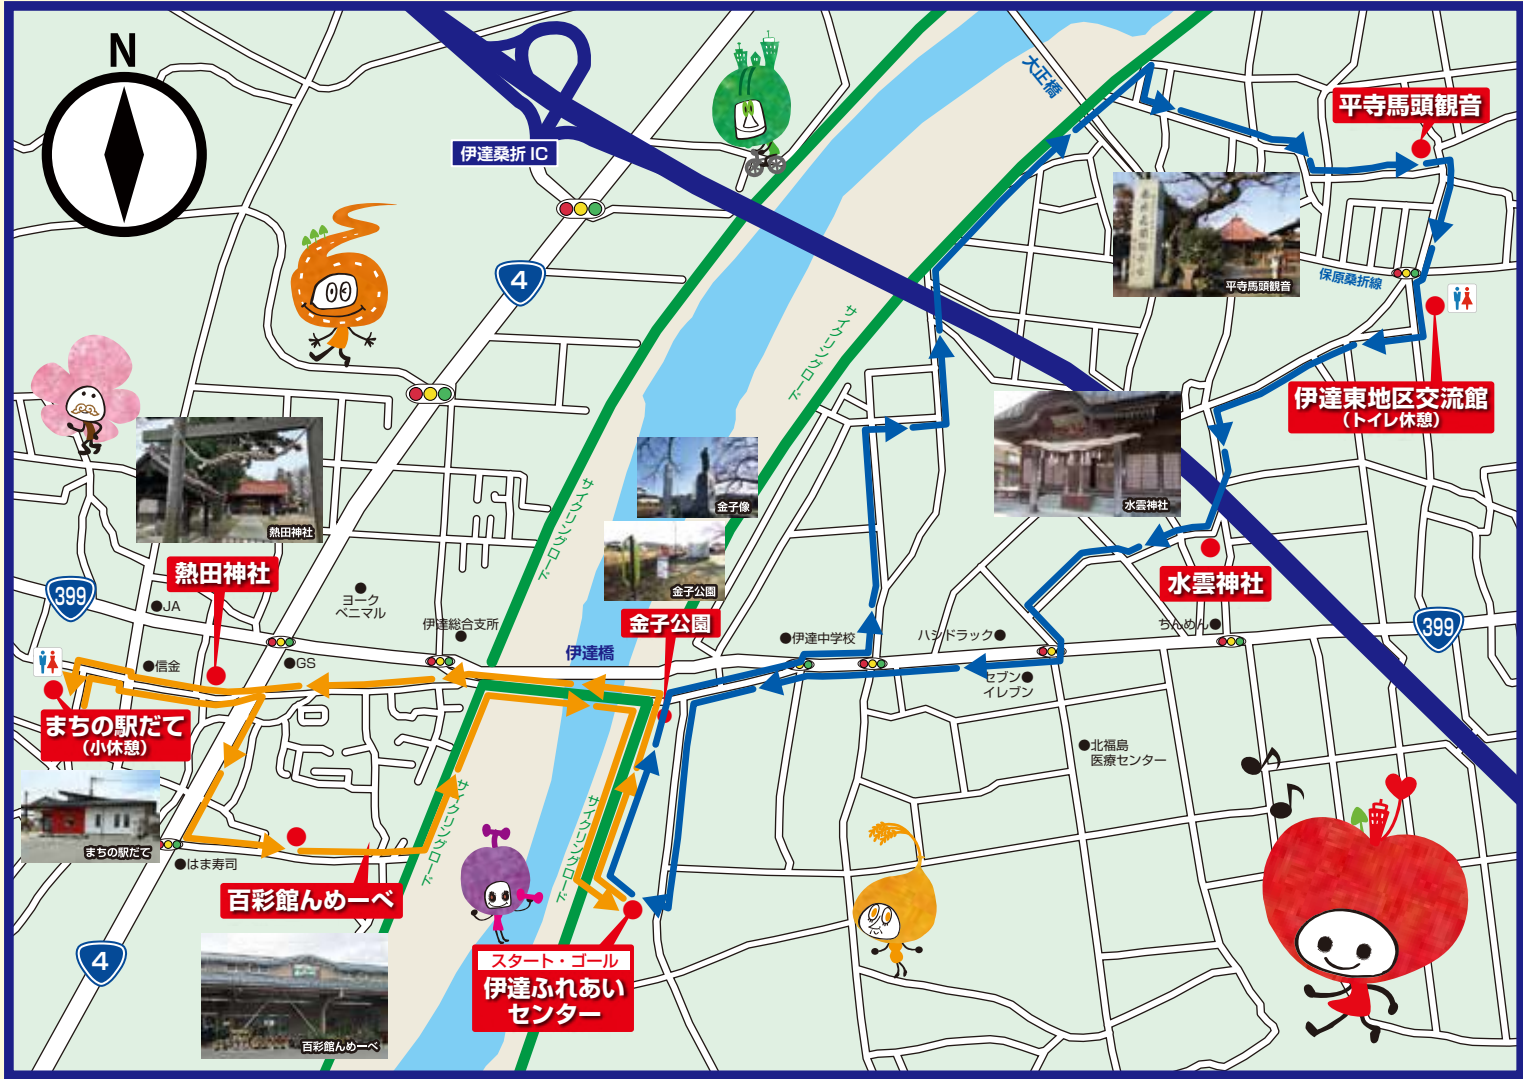 N
大正橋
平寺馬頭観音
伊達桑折IC
平寺馬頭観音
保原桑折線
4
サイクリングロード
伊達東地区交流館
(トイレ休憩)
金子像
水雲神社
熱田神社
サイクリングロード
金子公園
熱田神社
水雲神社
399
JA
ヨーク
ベニマル
伊達総合支所
金子公園
伊達橋
伊達中学校
ハシドラック
ちんめん
399
信金
GS
セブン
イレブン
まちの駅だて
(小休憩)
北福島
医療センター
サイクリングロード
サイクリングロード
まちの駅だて
はま寿司
百彩館んめーべ
4
スタート・ゴール
伊達ふれあい
センター
百彩館んめーべ